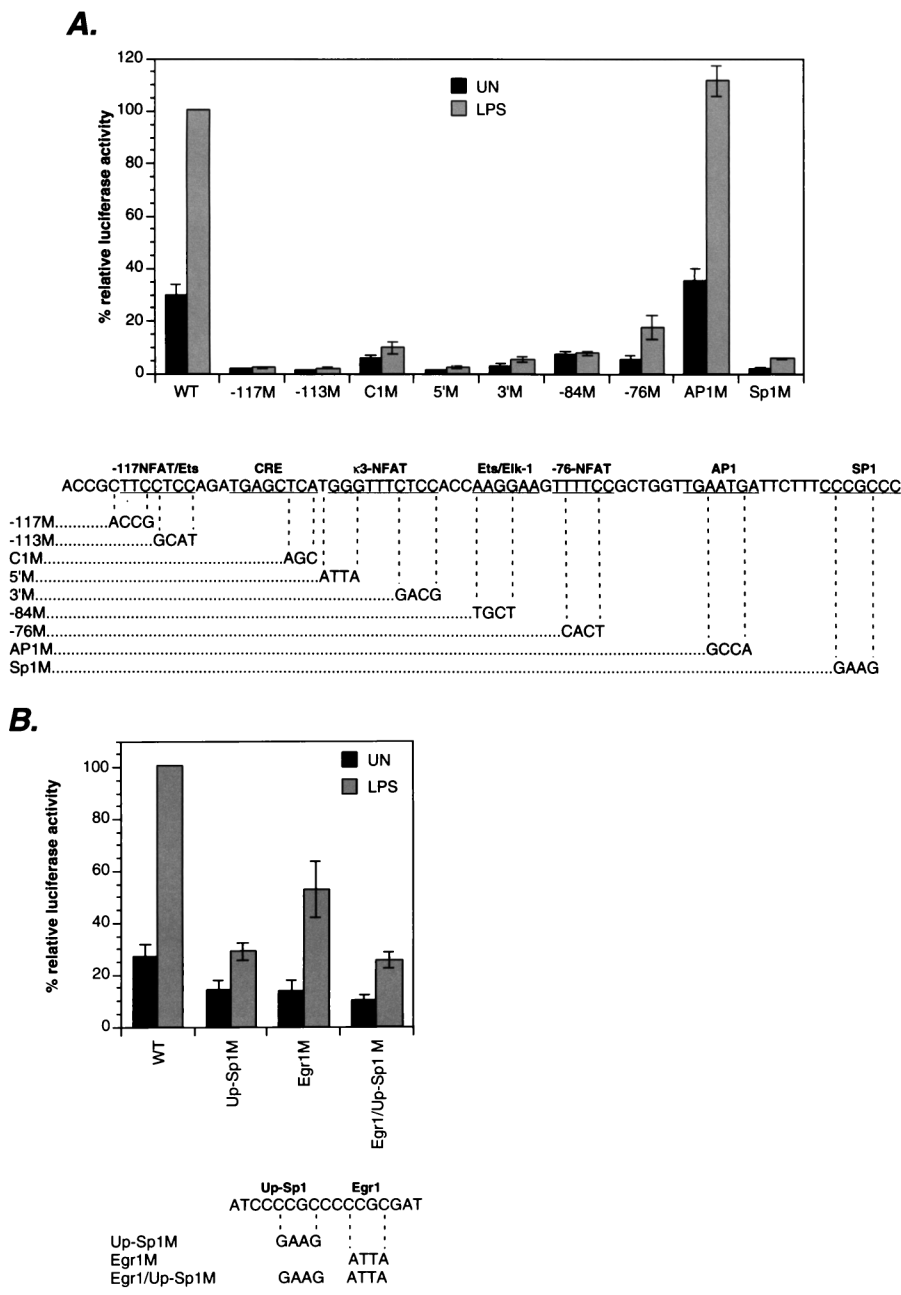 A.
120
100
80
60
40
20
0
% relative luciferase activity
UN
LPS
WT -117M -113M C1M 5'M 3'M -84M -76M AP1M Sp1M
-117NFAT/Ets CRE κ3-NFAT Ets/Elk-1 -76-NFAT AP1 SP1
ACCGCTTCCTCCAGATGAGCTCATGGGTTTCTCCACCAAGGAAGTTTTCCGCTGGTTGAATGATTCTTTCCCCGCCC
-117M..........ACCG
-113M..................GCAT
C1M..............................................AGC
5'M......................................................ATTA
3'M....................................................................GACG
-84M..................................................................................TGCT
-76M....................................................................................................CACT
AP1M..............................................................................................................................GCCA
Sp1M............................................................................................................................................................GAAG
B.
100
80
60
40
20
0
% relative luciferase activity
UN
LPS
WT
Up-Sp1M
Egr1M
Egr1/Up-Sp1 M
Up-Sp1 Egr1
ATCCCCGCCCCCCGCGAT
Up-Sp1M GAAG
Egr1M ATTA
Egr1/Up-Sp1M GAAG ATTA